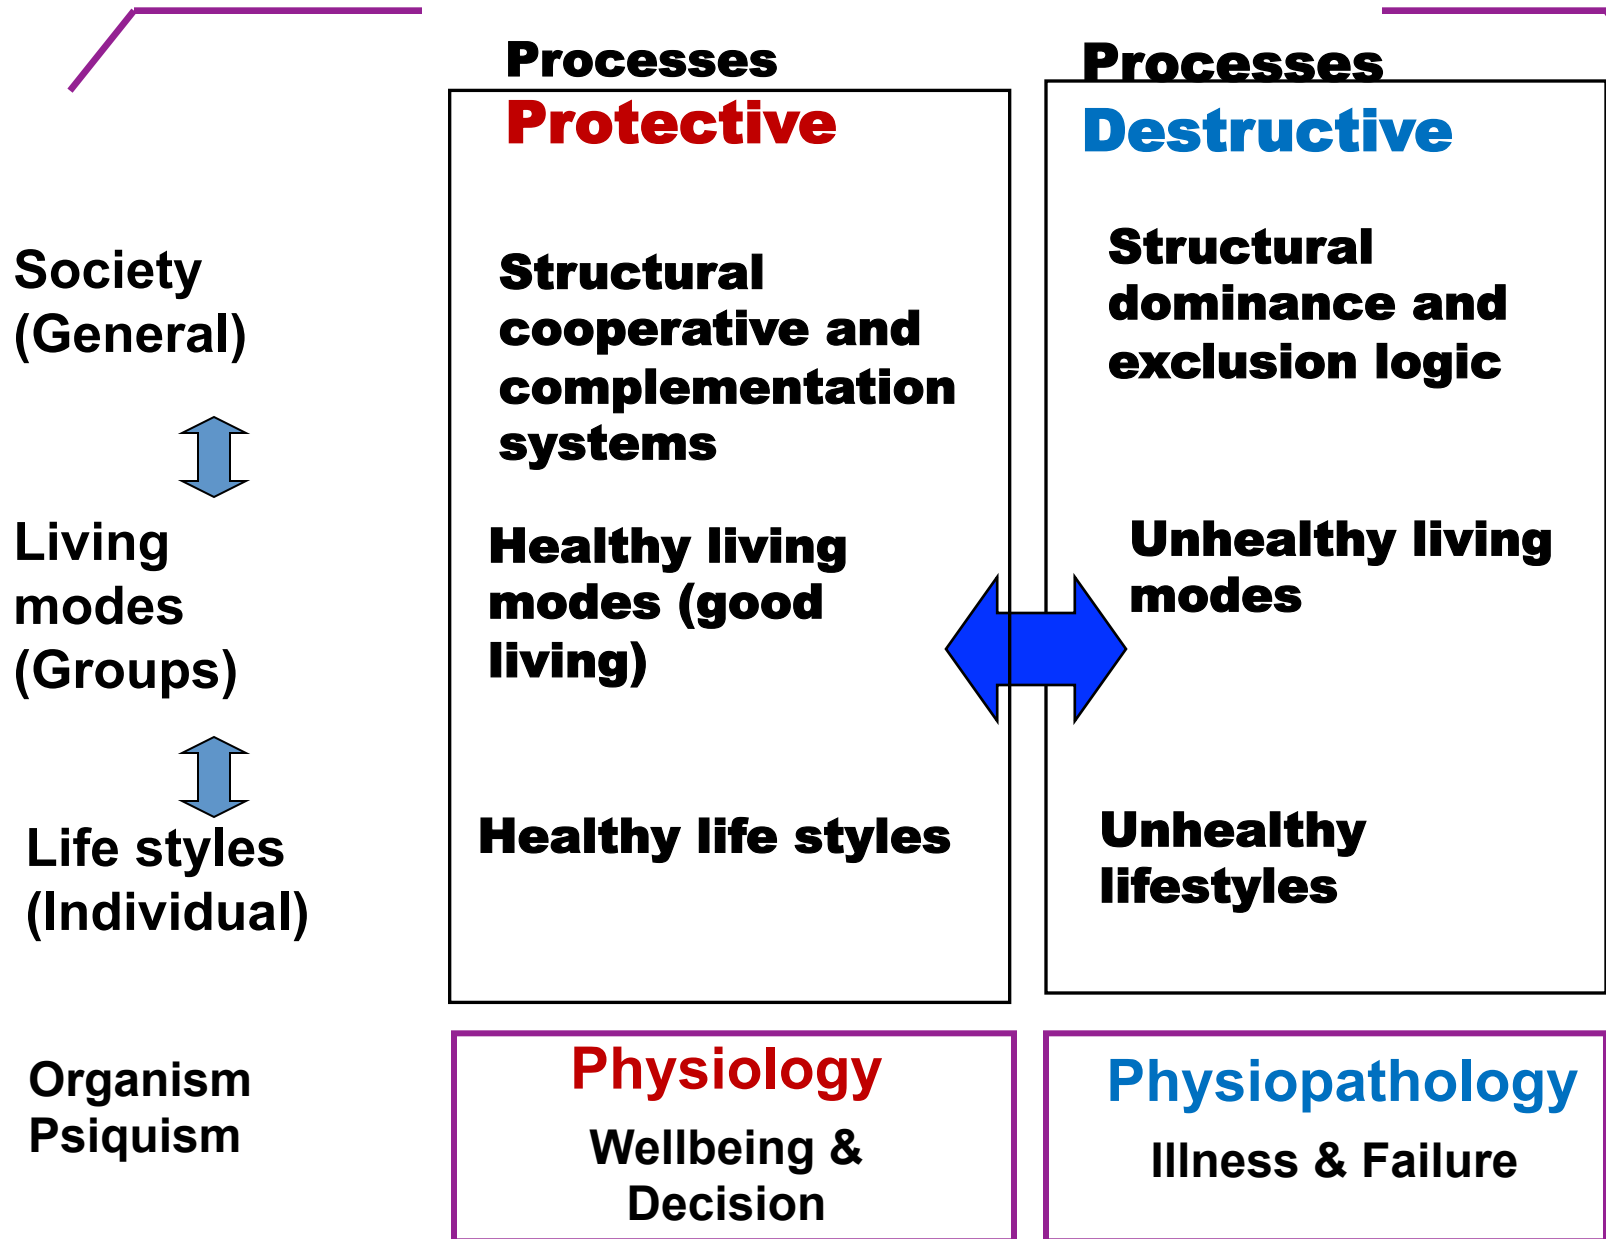 Processes
Protective
Processes
Destructive
Society
(General)
Structural
cooperative and
complementation
systems
Structural
dominance and
exclusion logic
Living
modes
(Groups)
Healthy living
modes (good
living)
Unhealthy living
modes
Life styles
(Individual)
Healthy life styles
Unhealthy
lifestyles
Organism
Psiquism
Physiology
Wellbeing &
Decision
Physiopathology
Illness & Failure